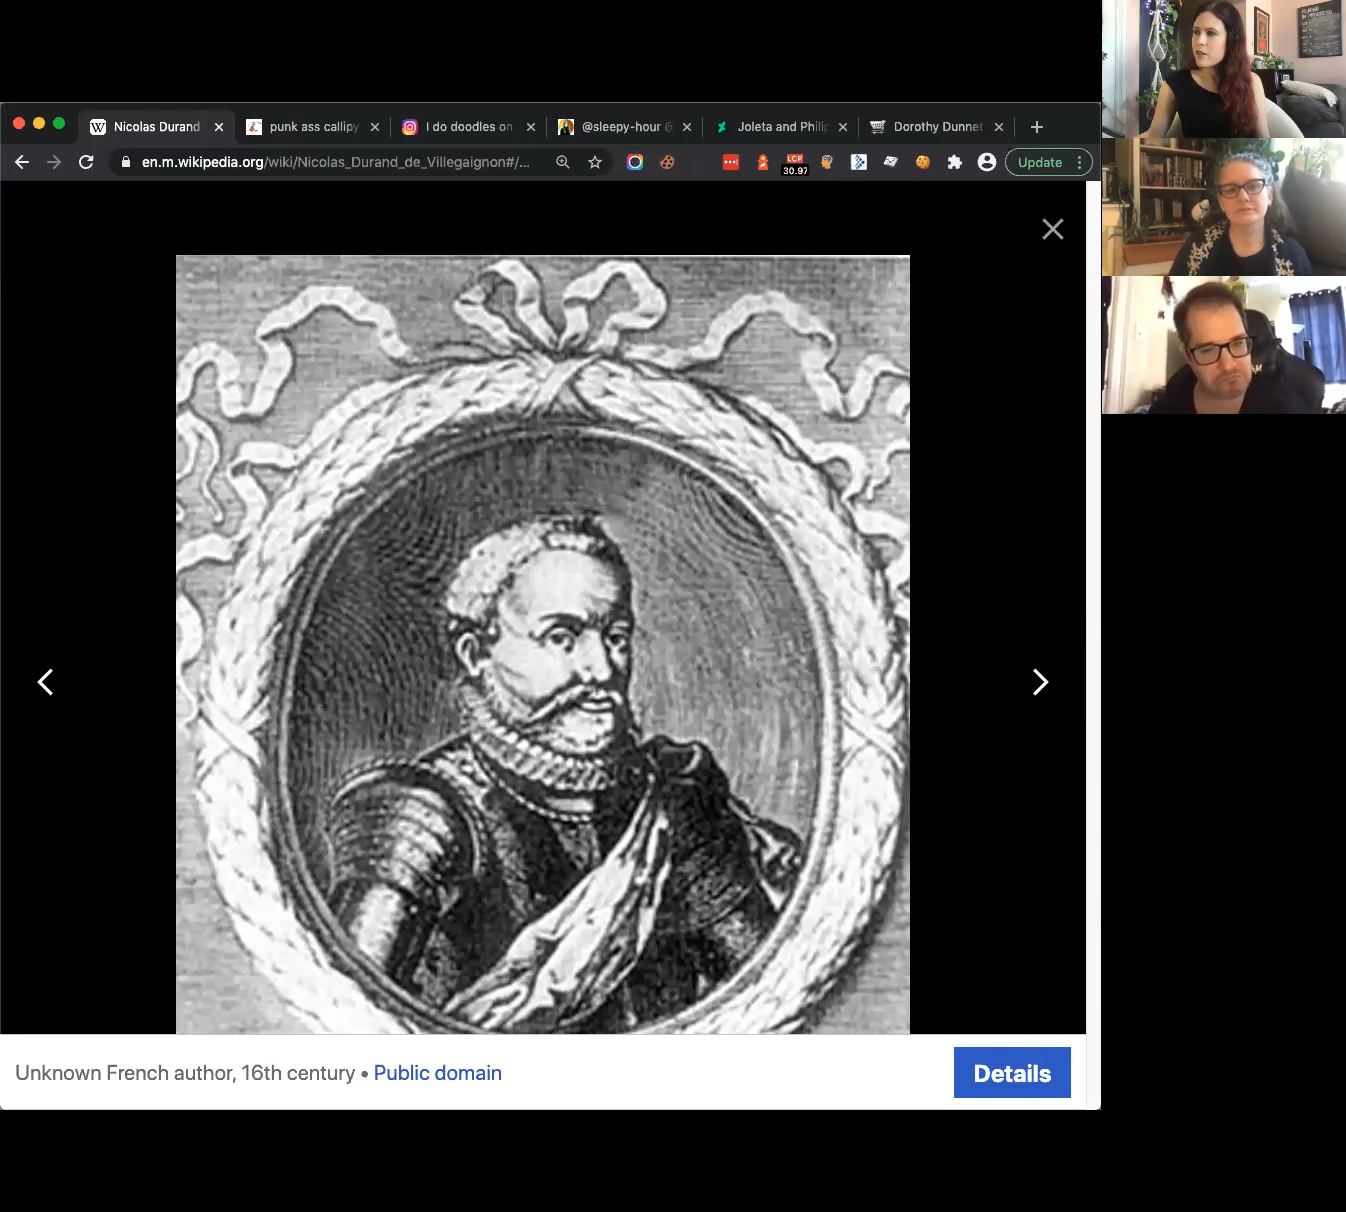 Nicolas Durand
punk ass callipy
I do doodles on
@sleepy-hour
Joleta and Philip
Dorothy Dunnet
en.m.wikipedia.org/wiki/Nicolas_Durand_de_Villegaignon#/...
LCP
30.97
Update
Unknown French author, 16th century • Public domain
Details